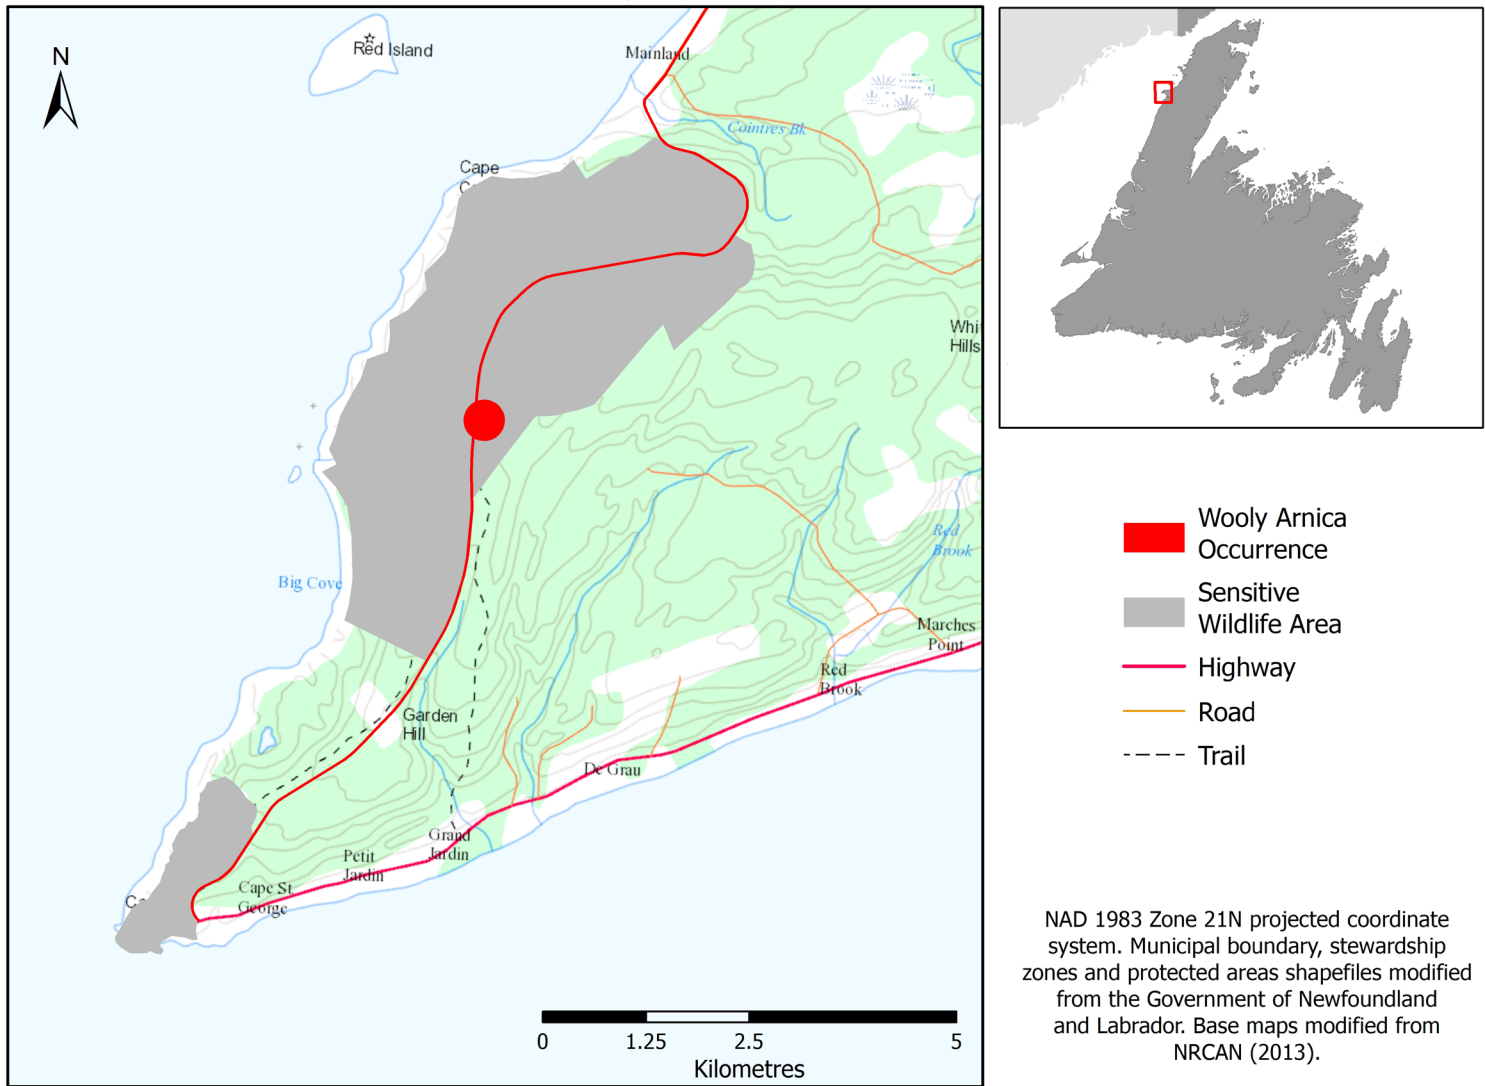 N
Red Island
Mainland
Cointres Bk
Cape
Whi
Hills
Red
Brook
Big Cove
Marches
Point
Red
Brook
Garden
Hill
De Grau
Grand
Jardin
Petit
Jardin
Cape St
George
0 1.25 2.5 5
Kilometres
Wooly Arnica
Occurrence
Sensitive
Wildlife Area
Highway
Road
Trail
NAD 1983 Zone 21N projected coordinate
system. Municipal boundary, stewardship
zones and protected areas shapefiles modified
from the Government of Newfoundland
and Labrador. Base maps modified from
NRCAN (2013).